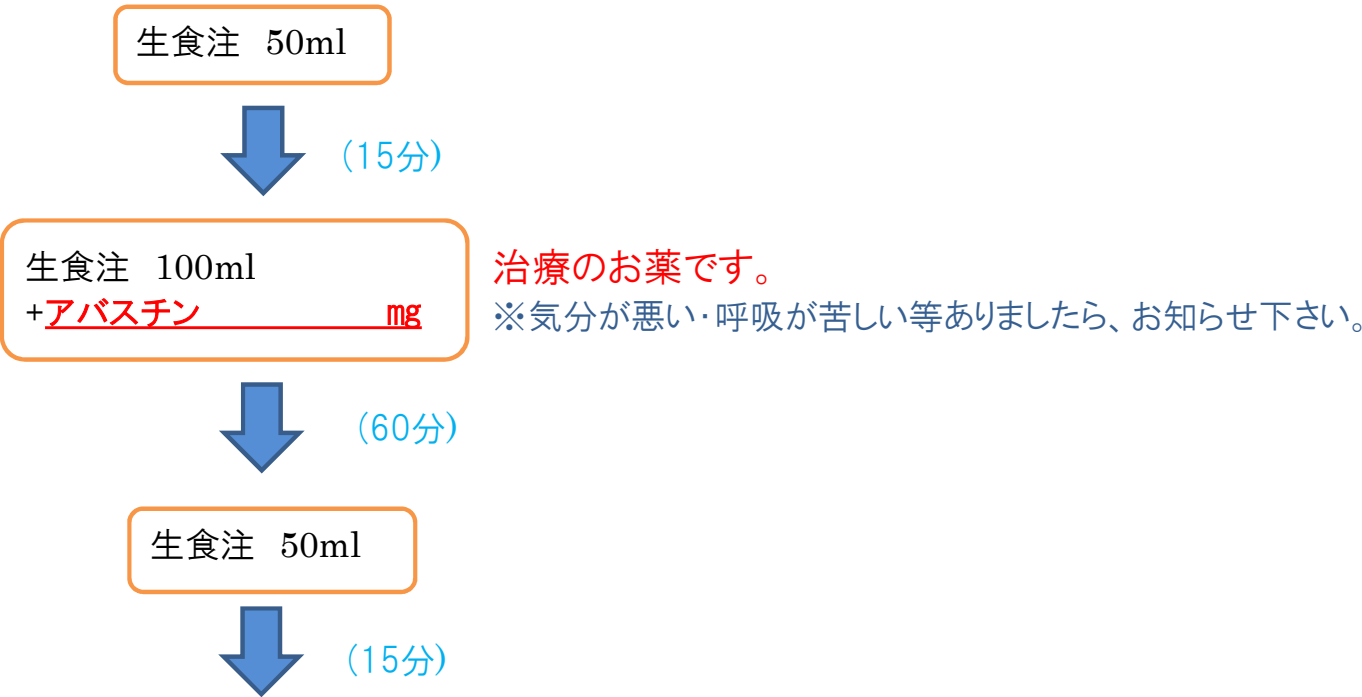 生食注 50ml
(15分)
生食注 100ml
+アバスチン mg
治療のお薬です。
※気分が悪い・呼吸が苦しい等ありましたら、お知らせ下さい。
(60分)
生食注 50ml
(15分)